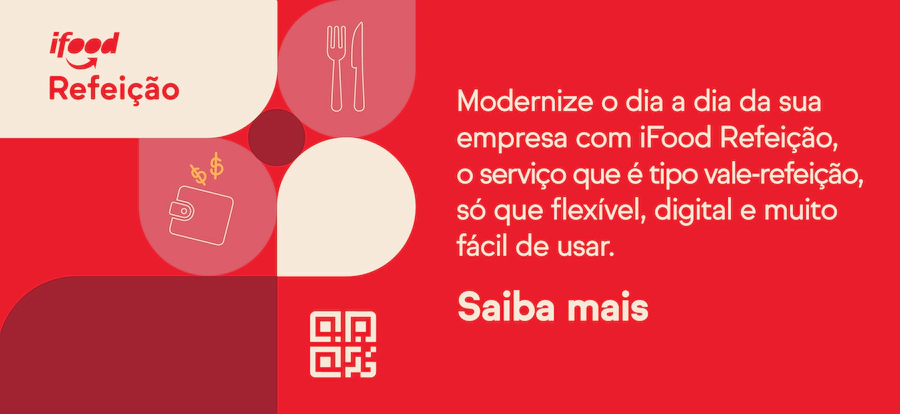 ifood
Refeição
Modernize o dia a dia da sua
empresa com iFood Refeição,
o serviço que é tipo vale-refeição,
só que flexível, digital e muito
fácil de usar.
Saiba mais